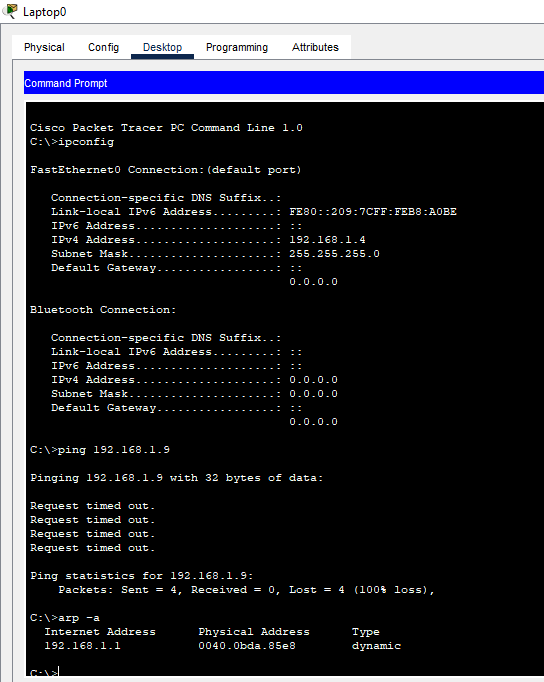 Laptop0
Physical Config Desktop Programming Attributes
Command Prompt
Cisco Packet Tracer PC Command Line 1.0
C:\>ipconfig
FastEthernet0 Connection:(default port)
Connection-specific DNS Suffix..:
Link-local IPv6 Address.........: FE80::209:7CFF:FEB8:A0BE
IPv6 Address....................: ::
IPv4 Address....................: 192.168.1.4
Subnet Mask.....................: 255.255.255.0
Default Gateway.................: ::
0.0.0.0
Bluetooth Connection:
Connection-specific DNS Suffix..:
Link-local IPv6 Address.........: ::
IPv6 Address....................: ::
IPv4 Address....................: 0.0.0.0
Subnet Mask.....................: 0.0.0.0
Default Gateway.................: ::
0.0.0.0
C:\>ping 192.168.1.9
Pinging 192.168.1.9 with 32 bytes of data:
Request timed out.
Request timed out.
Request timed out.
Request timed out.
Ping statistics for 192.168.1.9:
Packets: Sent = 4, Received = 0, Lost = 4 (100% loss),
C:\>arp -a
Internet Address Physical Address Type
192.168.1.1 0040.0bda.85e8 dynamic
C:\>